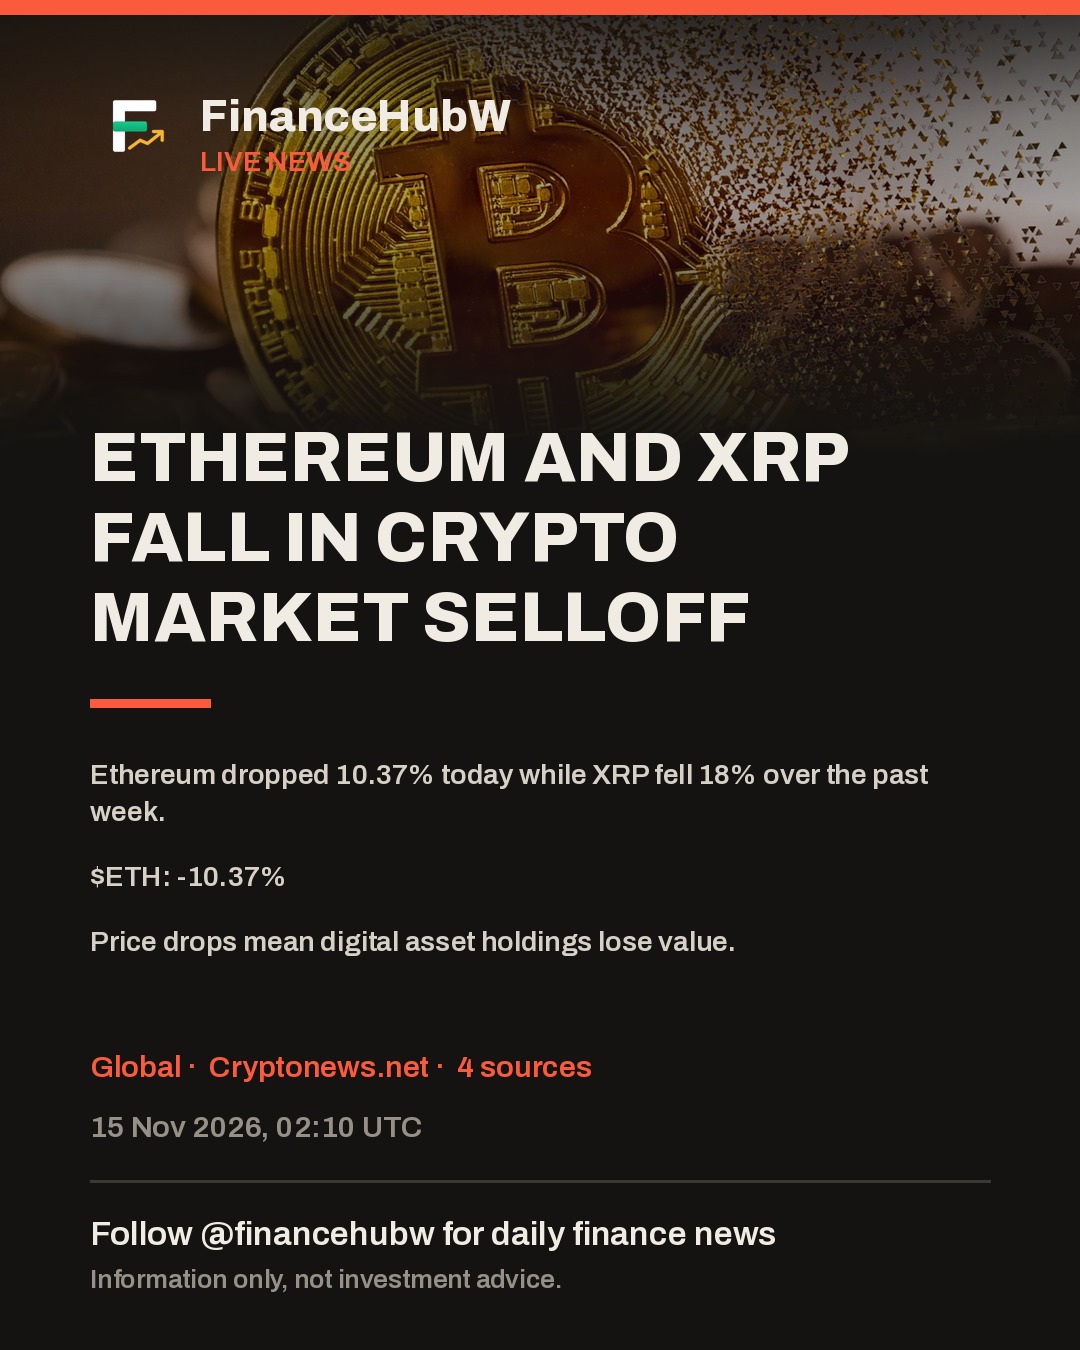 FinanceHubW
LIVE NEWS
ETHEREUM AND XRP
FALL IN CRYPTO
MARKET SELLOFF
Ethereum dropped 10.37% today while XRP fell 18% over the past
week.
$ETH: -10.37%
Price drops mean digital asset holdings lose value.
Global · Cryptonews.net · 4 sources
15 Nov 2026, 02:10 UTC
Follow @financehubw for daily finance news
Information only, not investment advice.